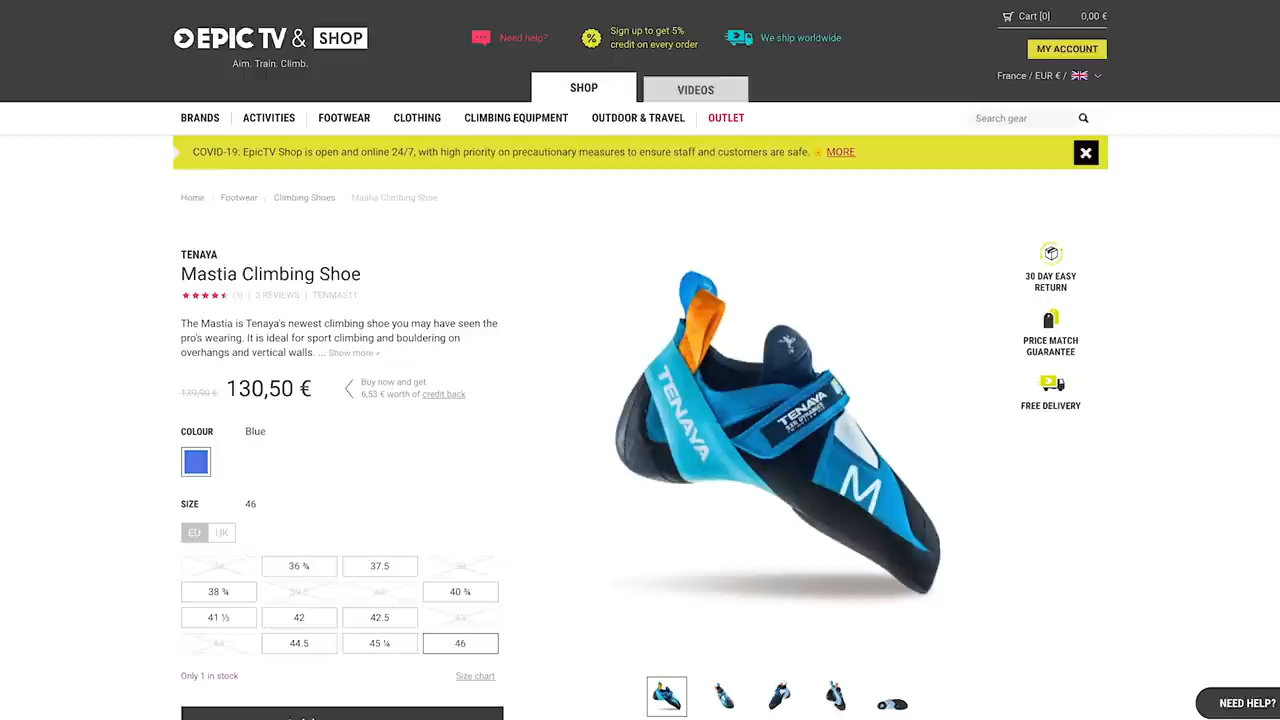 EPIC TV & SHOP
Aim. Train. Climb.
Need help?
%
Sign up to get 5%
credit on every order
We ship worldwide
Cart [0] 0,00 €
MY ACCOUNT
France / EUR € /
SHOP
VIDEOS
BRANDS
ACTIVITIES
FOOTWEAR
CLOTHING
CLIMBING EQUIPMENT
OUTDOOR & TRAVEL
OUTLET
Search gear
COVID-19: EpicTV Shop is open and online 24/7, with high priority on precautionary measures to ensure staff and customers are safe. MORE
Home / Footwear / Climbing Shoes / Mastia Climbing Shoe
TENAYA
Mastia Climbing Shoe
(3) | 3 REVIEWS | TENMAS11
The Mastia is Tenaya's newest climbing shoe you may have seen the
pro's wearing. It is ideal for sport climbing and bouldering on
overhangs and vertical walls. ... Show more >
139,90 € 130,50 €
Buy now and get
6,53 € worth of credit back
COLOUR Blue
SIZE 46
EU UK
36 ¾ 37.5
38 ¾ 39.5 40 ¾
41 ⅓ 42 42.5
44.5 45 ¼ 46
Only 1 in stock
Size chart
TENAYA
TENAYA
SXR DYNAMICS
M
30 DAY EASY
RETURN
PRICE MATCH
GUARANTEE
FREE DELIVERY
NEED HELP?